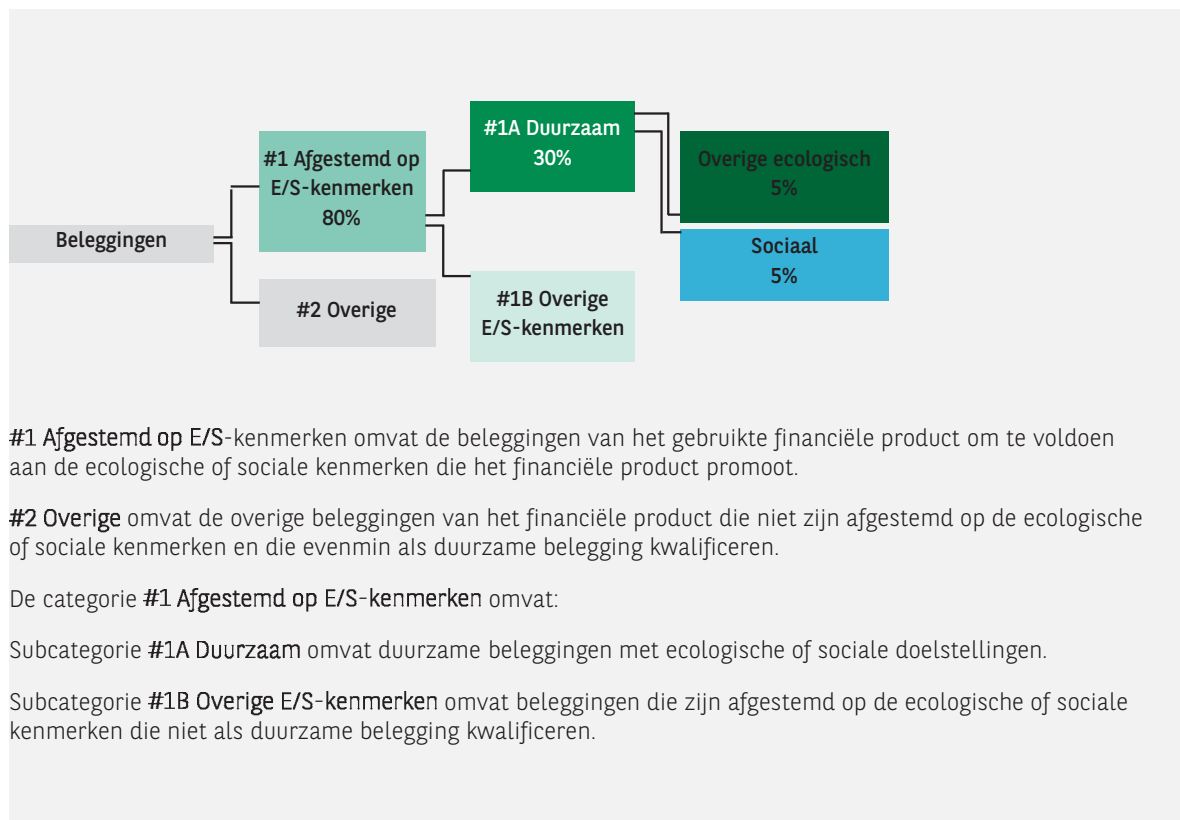 Beleggingen
#1 Afgestemd op
E/S-kenmerken
80%
#2 Overige
#1A Duurzaam
30%
#1B Overige
E/S-kenmerken
Overige ecologisch
5%
Sociaal
5%
#1 Afgestemd op E/S-kenmerken omvat de beleggingen van het gebruikte financiële product om te voldoen
aan de ecologische of sociale kenmerken die het financiële product promoot.
#2 Overige omvat de overige beleggingen van het financiële product die niet zijn afgestemd op de ecologische
of sociale kenmerken en die evenmin als duurzame belegging kwalificeren.
De categorie #1 Afgestemd op E/S-kenmerken omvat:
Subcategorie #1A Duurzaam omvat duurzame beleggingen met ecologische of sociale doelstellingen.
Subcategorie #1B Overige E/S-kenmerken omvat beleggingen die zijn afgestemd op de ecologische of sociale
kenmerken die niet als duurzame belegging kwalificeren.